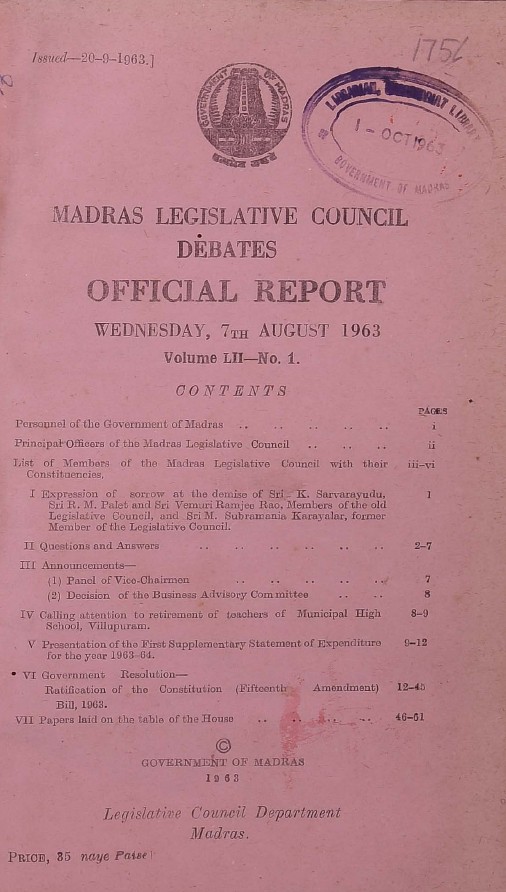 Issued—20-9-1963.]
175
GOVERNMENT OF MADRAS
LIBRARIAN, SECRETARIAT LIBRARY
1 - OCT 1963
GOVERNMENT OF MADRAS
MADRAS LEGISLATIVE COUNCIL
DEBATES
OFFICIAL REPORT
WEDNESDAY, 7TH AUGUST 1963
Volume LII—No. 1.
CONTENTS
PAGES
Personnel of the Government of Madras .. .. .. .. .. i
Principal Officers of the Madras Legislative Council .. .. .. ii
List of Members of the Madras Legislative Council with their iii-vi
Constituencies.
I Expression of sorrow at the demise of Sri K. Sarvarayudu, 1
Sri R. M. Palet and Sri Vemuri Ramjee Rao, Members of the old
Legislative Council, and Sri M. Subramania Karayalar, former
Member of the Legislative Council.
II Questions and Answers .. .. .. .. .. .. 2-7
III Announcements—
(1) Panel of Vice-Chairmen .. .. .. .. .. 7
(2) Decision of the Business Advisory Committee .. .. 8
IV Calling attention to retirement of teachers of Municipal High 8-9
School, Villupuram.
V Presentation of the First Supplementary Statement of Expenditure 9-12
for the year 1963-64.
VI Government Resolution—
Ratification of the Constitution (Fifteenth Amendment) 12-45
Bill, 1963.
VII Papers laid on the table of the House .. .. .. .. 46-51
©
GOVERNMENT OF MADRAS
1963
Legislative Council Department
Madras.
PRICE, 35 naye Paise